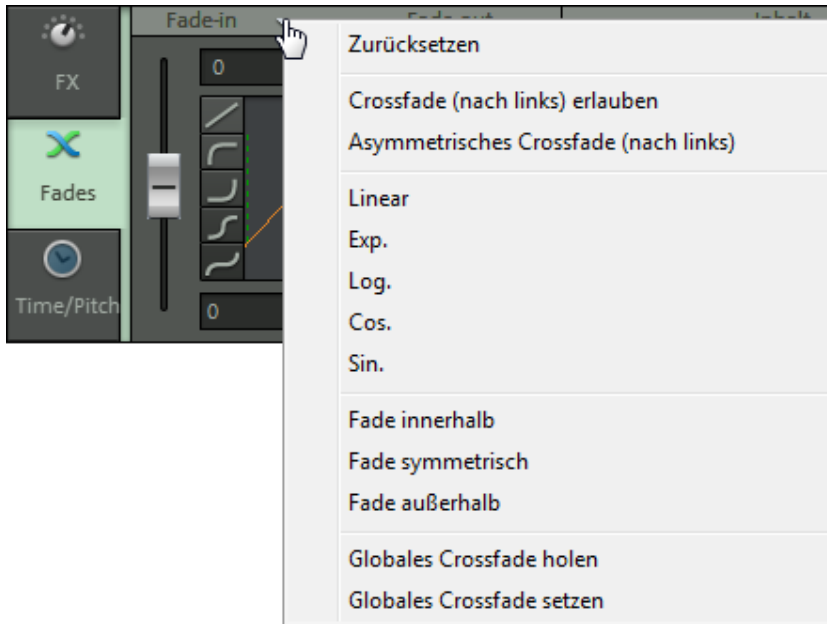 Fade-in
FX
0
Fades
Time/Pitch
0
Zurücksetzen
Crossfade (nach links) erlauben
Asymmetrisches Crossfade (nach links)
Linear
Exp.
Log.
Cos.
Sin.
Fade innerhalb
Fade symmetrisch
Fade außerhalb
Globales Crossfade holen
Globales Crossfade setzen